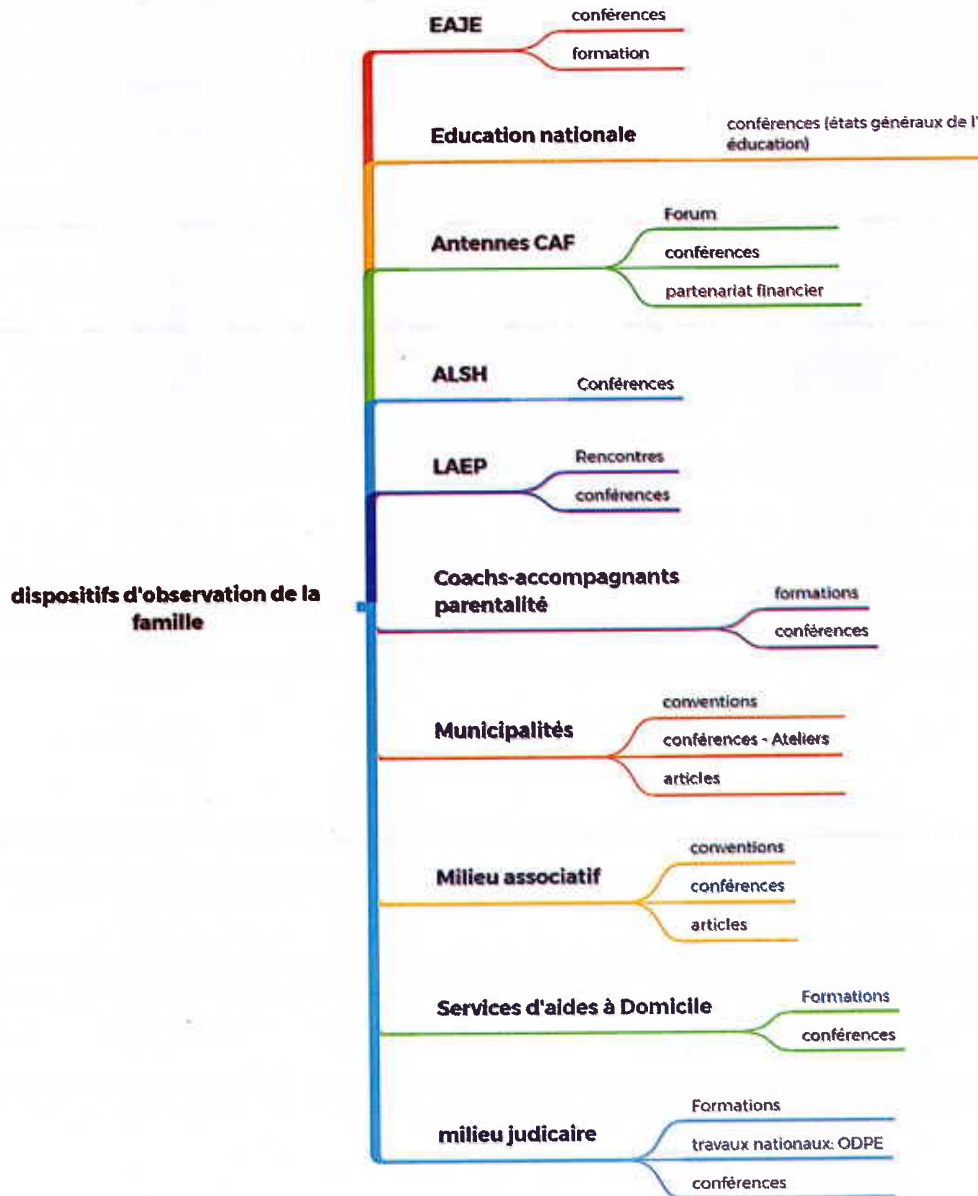 EAJE
conférences
formation
Education nationale
conférences (états généraux de l'
éducation)
Antennes CAF
Forum
conférences
partenariat financier
ALSH
Conférences
LAEP
Rencontres
conférences
dispositifs d'observation de la
famille
Coachs-accompagnants
parentalité
formations
conférences
Municipalités
conventions
conférences - Ateliers
articles
Milieu associatif
conventions
conférences
articles
Services d'aides à Domicile
Formations
conférences
milieu judicaire
Formations
travaux nationaux: ODPE
conférences